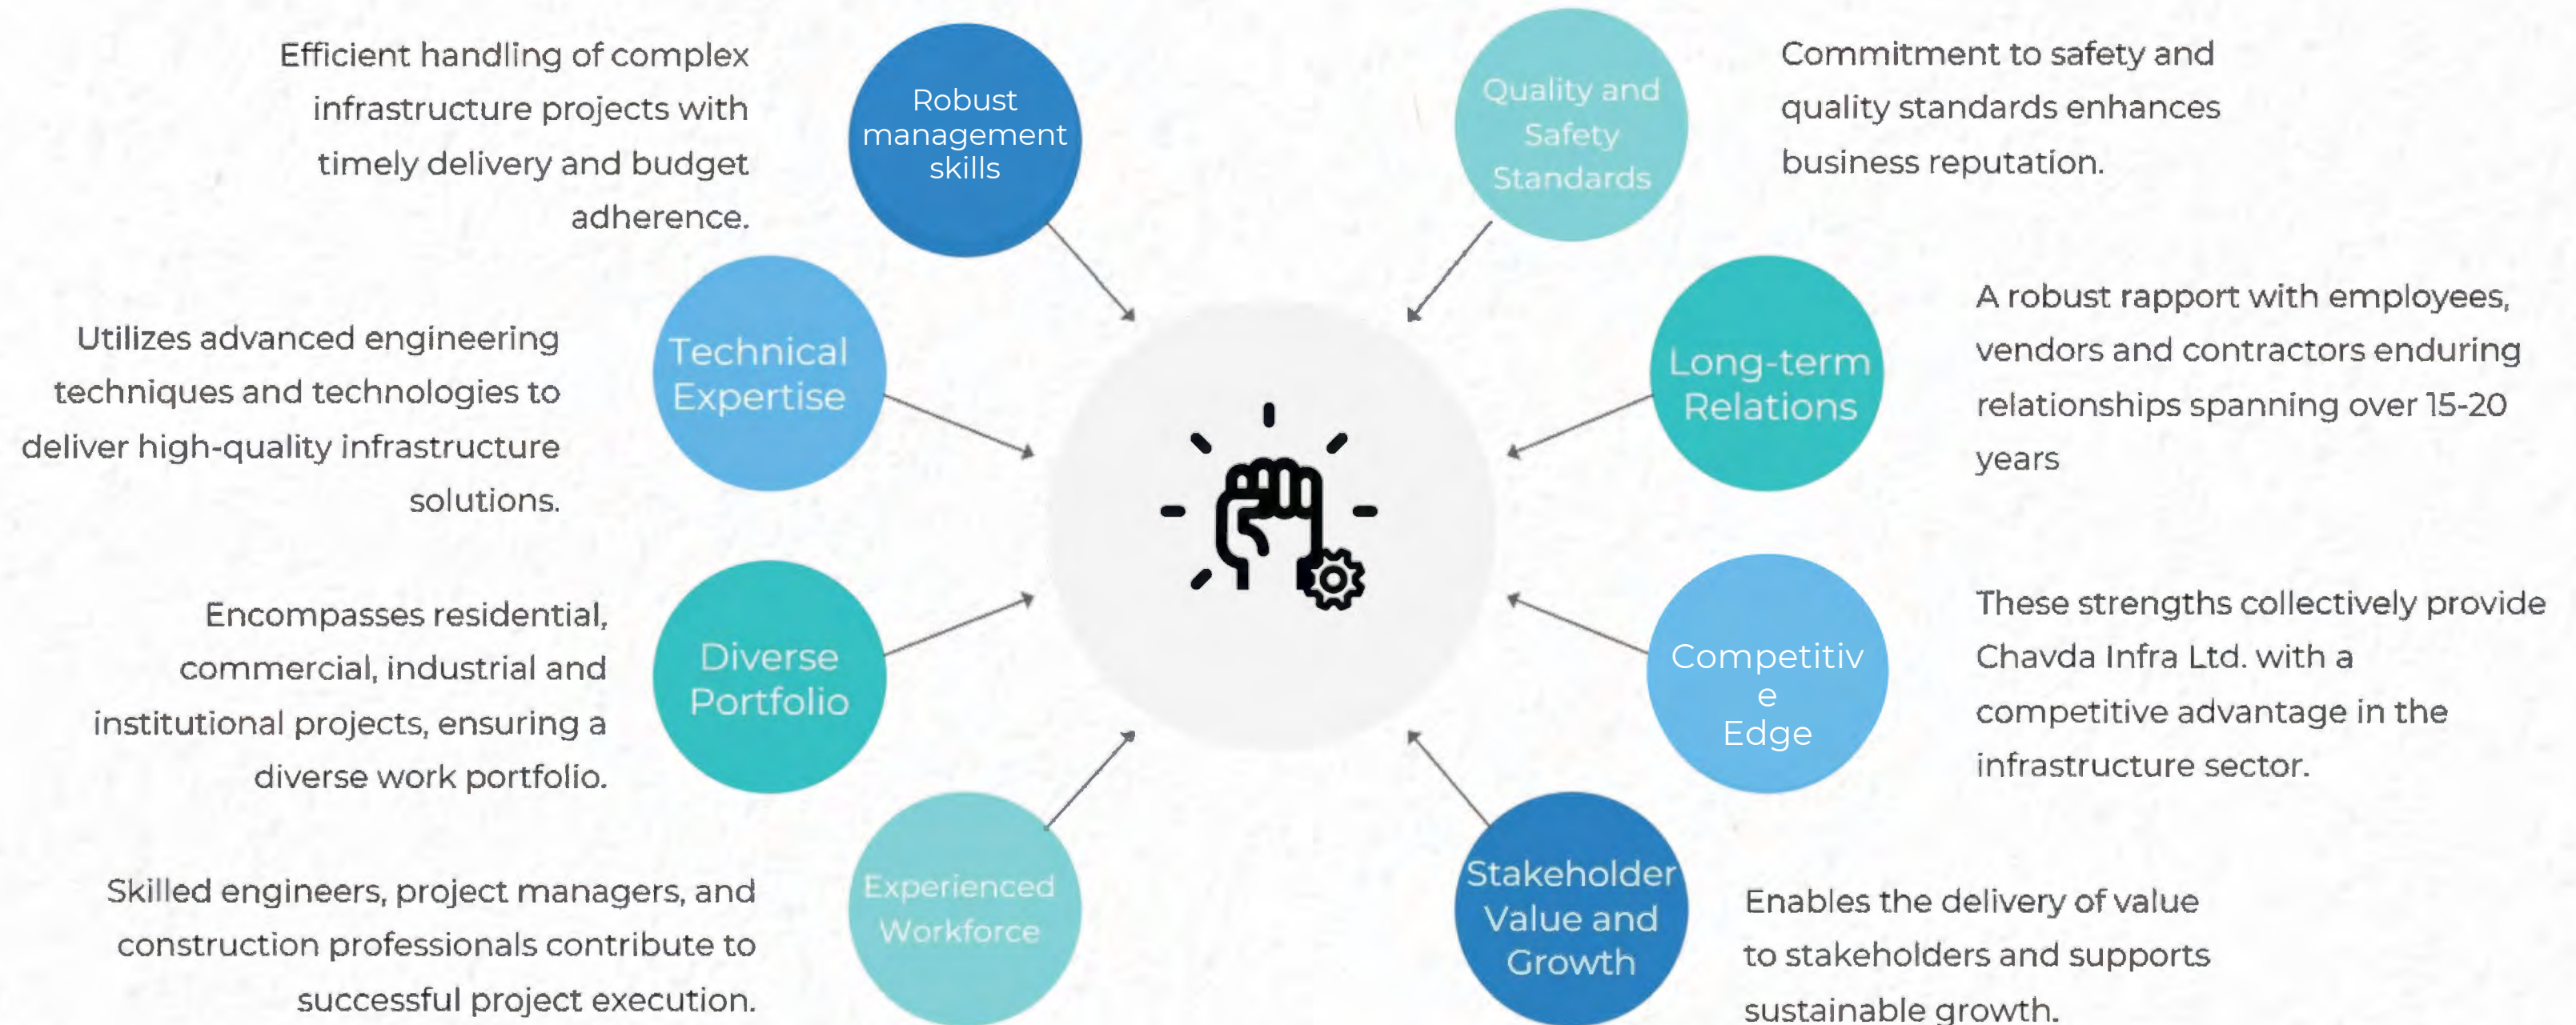 Efficient handling of complex
infrastructure projects with
timely delivery and budget
adherence.
Robust
management
skills
Utilizes advanced engineering
techniques and technologies to
deliver high-quality infrastructure
solutions.
Technical
Expertise
Encompasses residential,
commercial, industrial and
institutional projects, ensuring a
diverse work portfolio.
Diverse
Portfolio
Skilled engineers, project managers, and
construction professionals contribute to
successful project execution.
Experienced
Workforce
Quality and
Safety
Standards
Commitment to safety and
quality standards enhances
business reputation.
Long-term
Relations
A robust rapport with employees,
vendors and contractors enduring
relationships spanning over 15-20
years
Competitiv
e
Edge
These strengths collectively provide
Chavda Infra Ltd. with a
competitive advantage in the
infrastructure sector.
Stakeholder
Value and
Growth
Enables the delivery of value
to stakeholders and supports
sustainable growth.